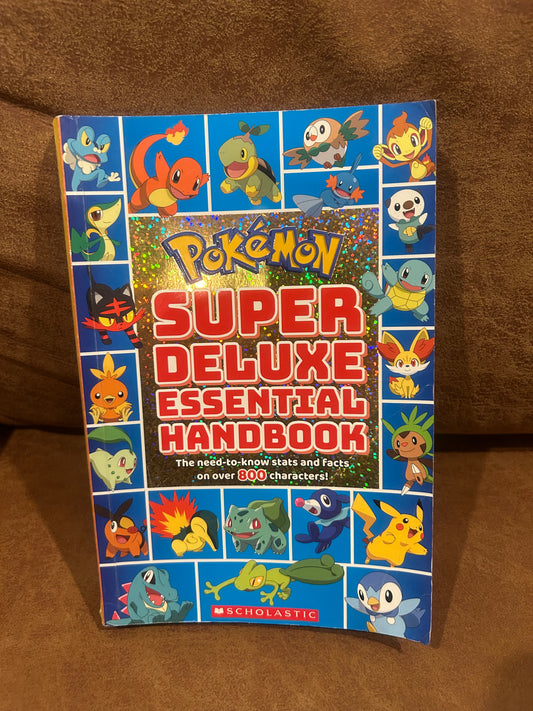 POKÉMON
SUPER
DELUXE
ESSENTIAL
HANDBOOK
The need-to-know stats and facts
on over 800 characters!
SCHOLASTIC